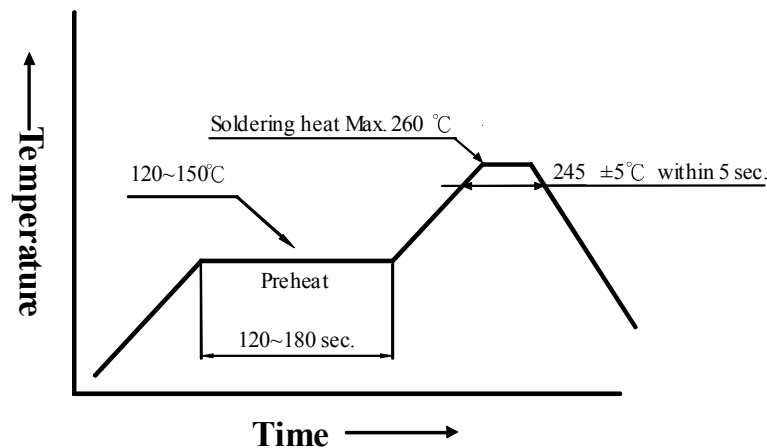 Temperature
Soldering heat Max. 260 ℃
120~150℃
245 ±5℃ within 5 sec.
Preheat
120~180 sec.
Time